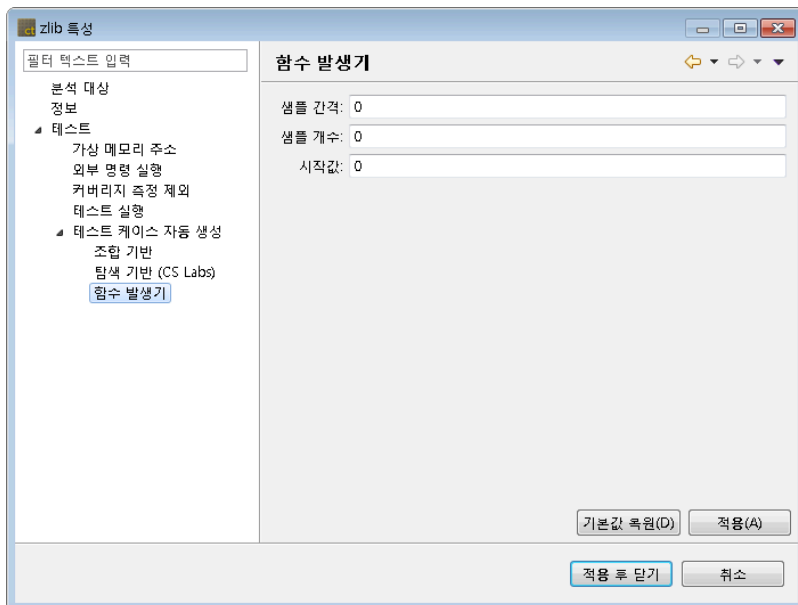 ct zlib 특성
필터 텍스트 입력
분석 대상
정보
테스트
가상 메모리 주소
외부 명령 실행
커버리지 측정 제외
테스트 실행
테스트 케이스 자동 생성
조합 기반
탐색 기반 (CS Labs)
함수 발생기
함수 발생기
샘플 간격: 0
샘플 개수: 0
시작값: 0
기본값 복원(D) 적용(A)
적용 후 닫기 취소